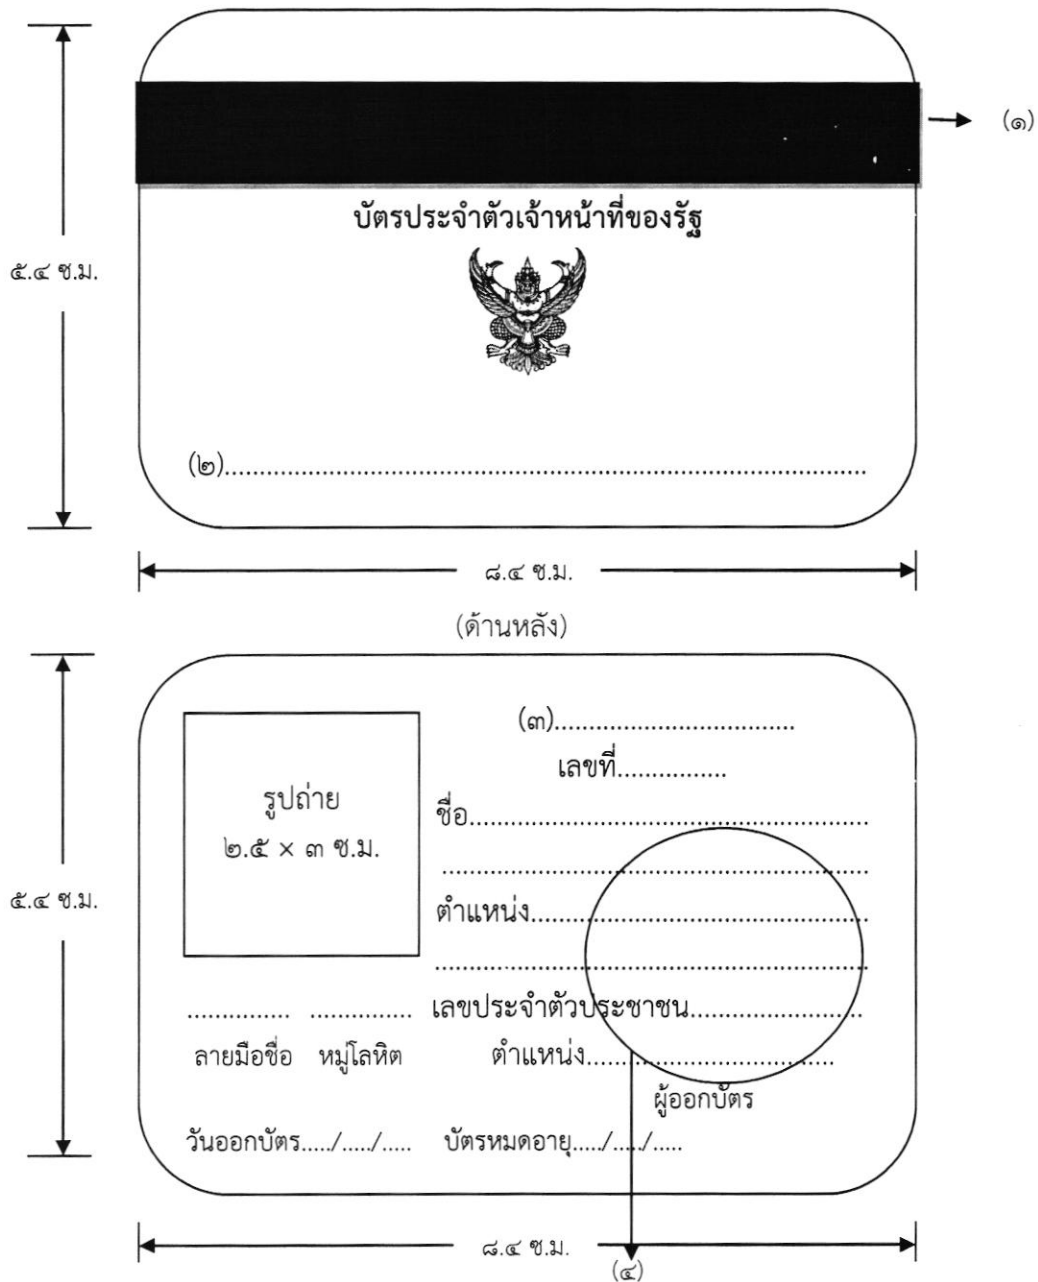 (๑)
บัตรประจำตัวเจ้าหน้าที่ของรัฐ
๕.๔ ซ.ม.
(๒)...............................................................................................
๘.๔ ซ.ม.
(ด้านหลัง)
(๓)...................................
เลขที่................
รูปถ่าย
๒.๕ × ๓ ซ.ม.
ชื่อ..........................................................
..............................................................
๕.๔ ซ.ม.
ตำแหน่ง.................................................
...............................................................
............... ............... เลขประจำตัวประชาชน.........................
ลายมือชื่อ หมู่โลหิต ตำแหน่ง....................................
ผู้ออกบัตร
วันออกบัตร...../...../..... บัตรหมดอายุ...../...../.....
๘.๔ ซ.ม.
(๔)